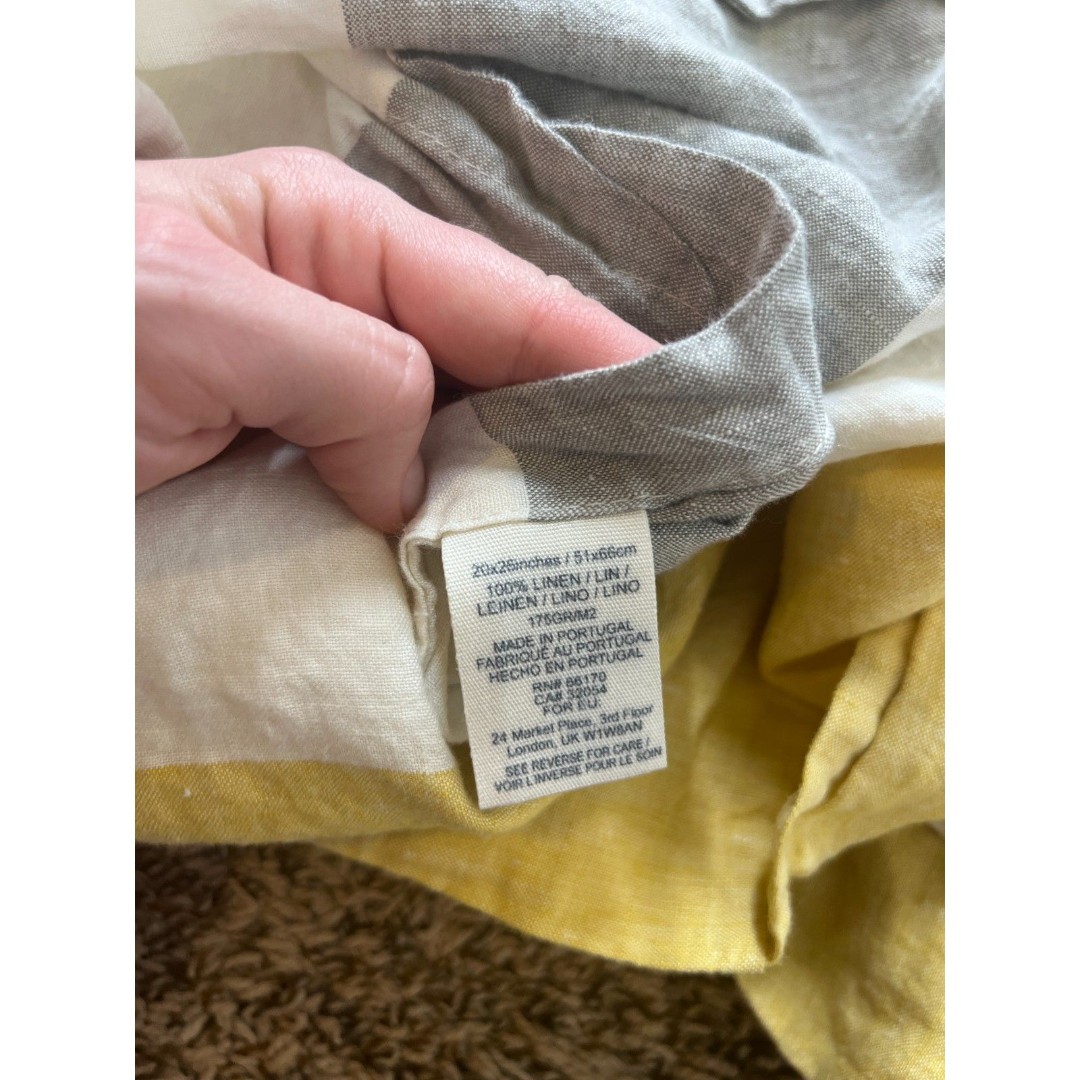 20x26inches / 51x66cm
100% LINEN / LIN /
LEINEN / LINO / LINO
175GR/M2
MADE IN PORTUGAL
FABRIQUÉ AU PORTUGAL
HECHO EN PORTUGAL
RN# 66170
CA# 32054
FOR EU:
24 Market Place, 3rd Floor
London, UK W1W8AN
SEE REVERSE FOR CARE /
VOIR L'INVERSE POUR LE SOIN